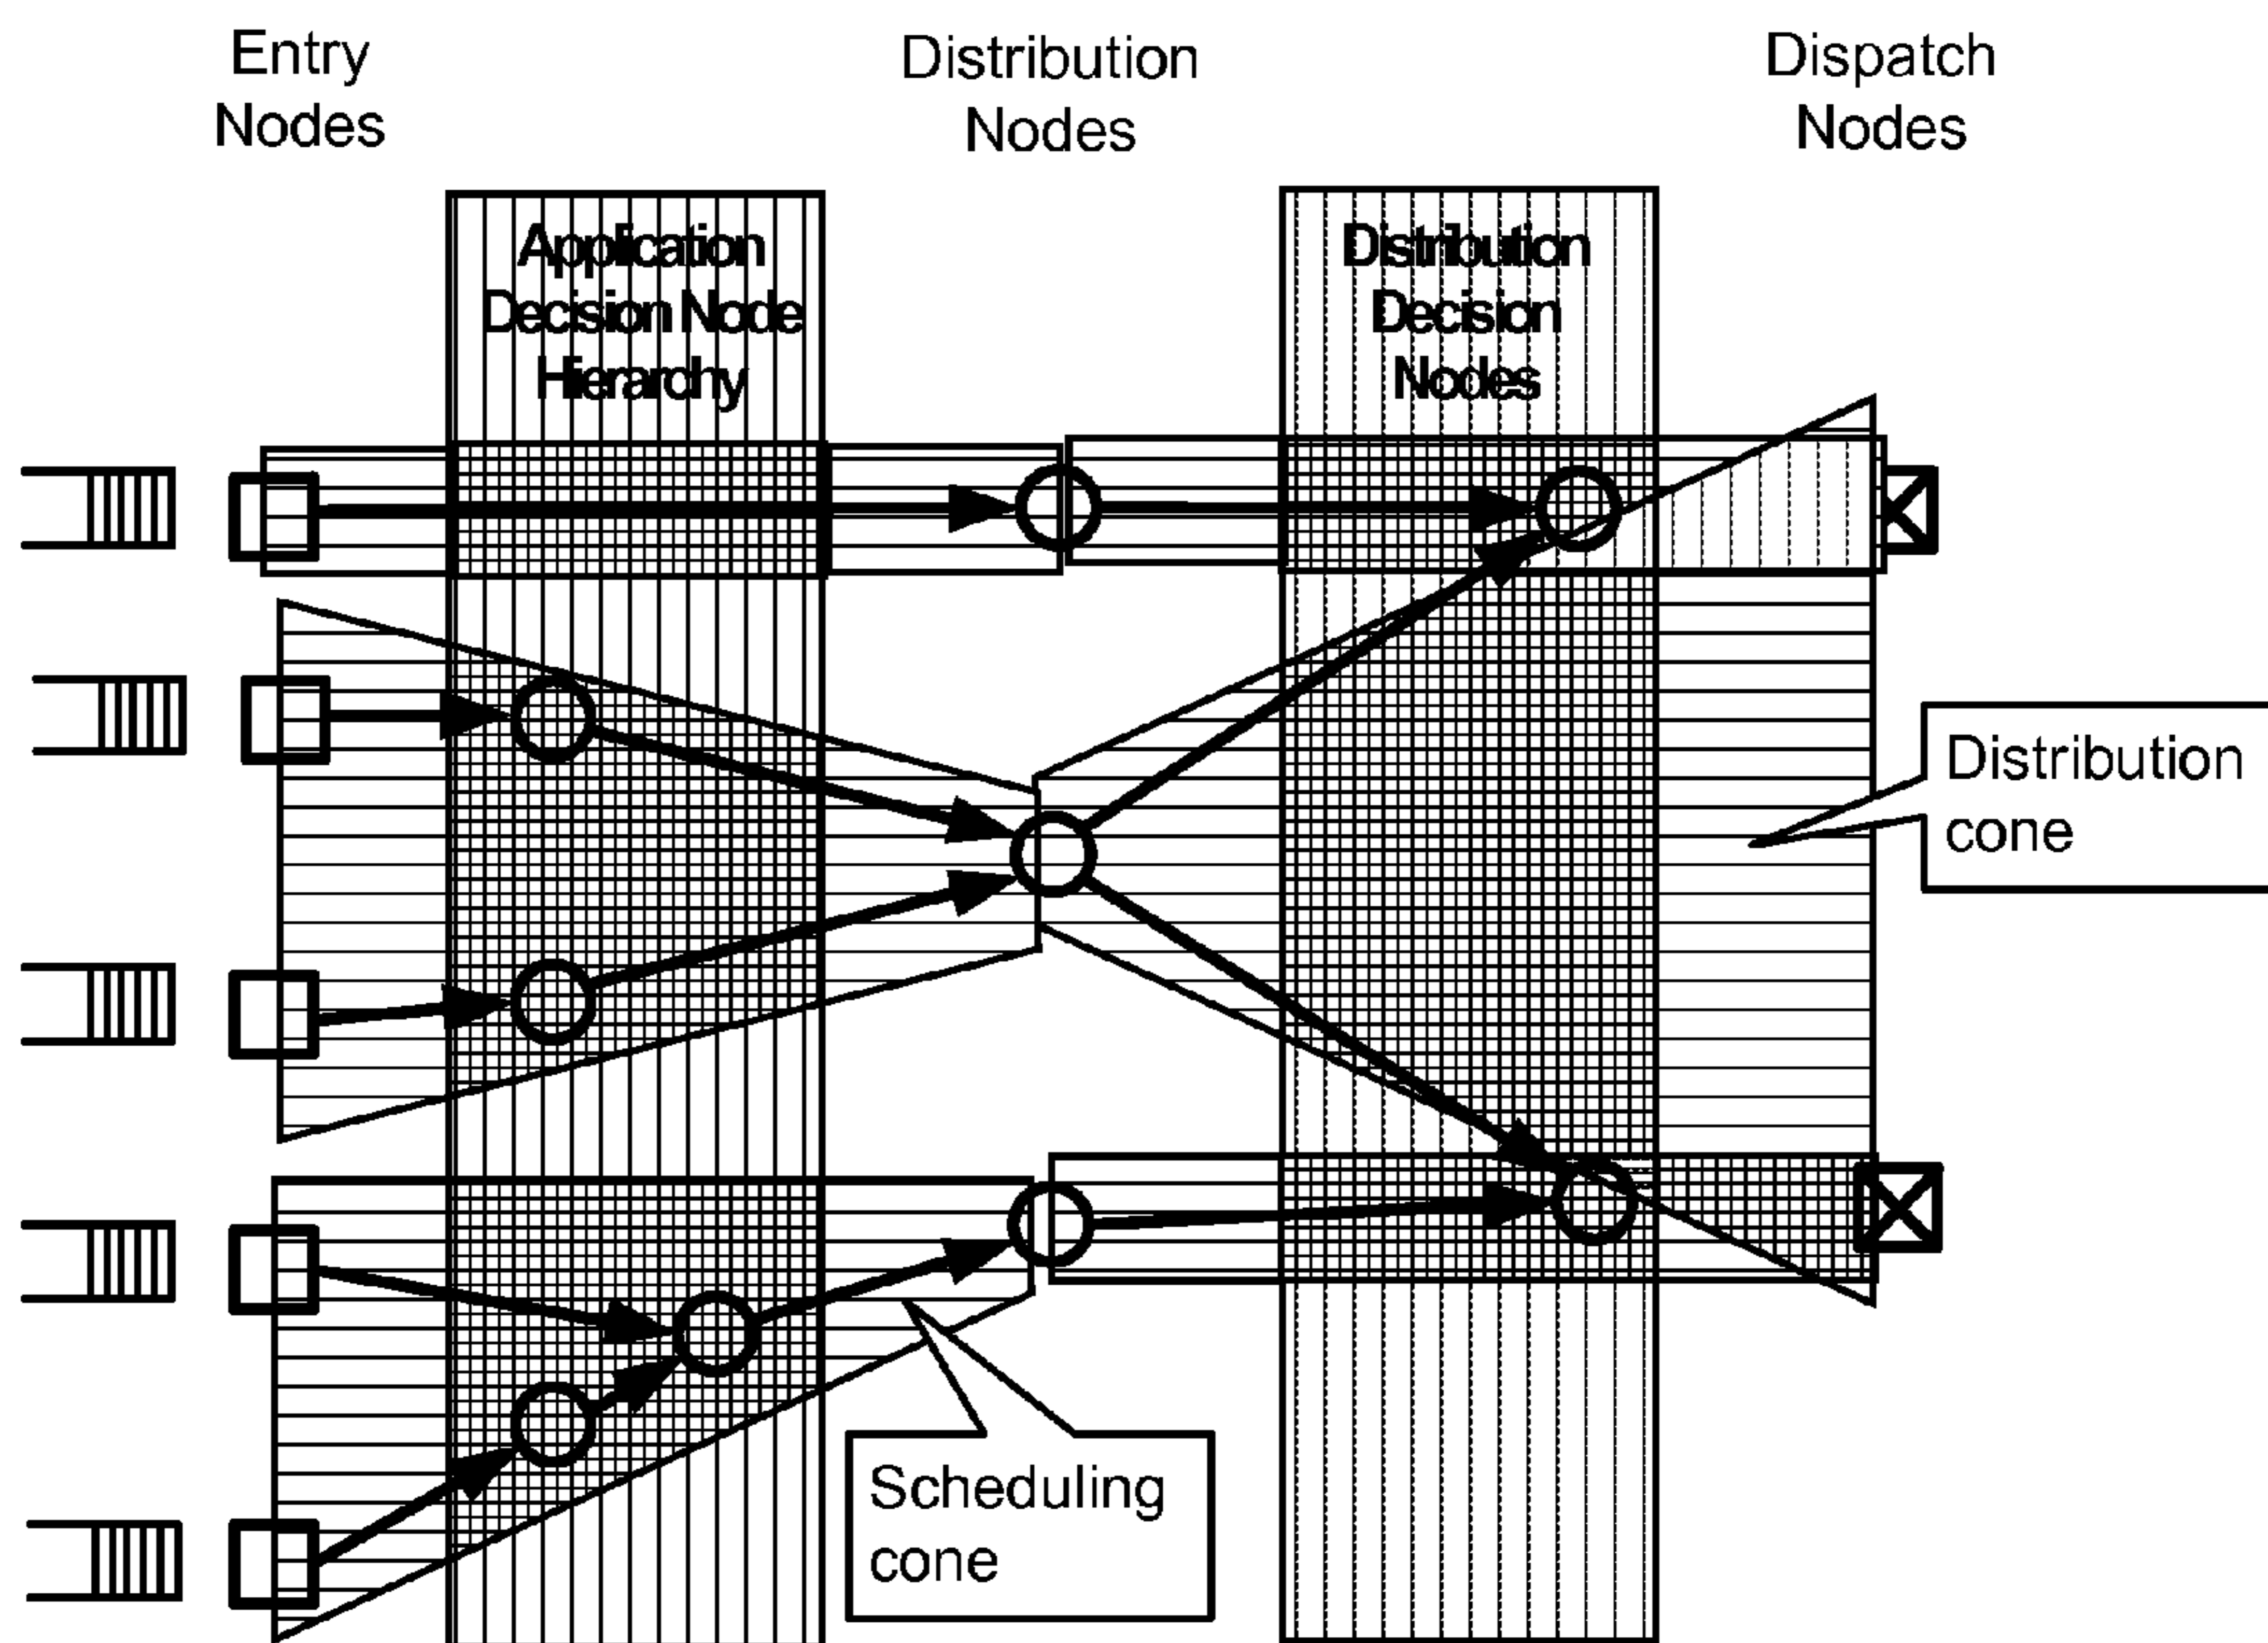 Entry
Nodes
Distribution
Nodes
Dispatch
Nodes
Application
Decision Node
Hierarchy
Distribution
Decision
Nodes
Distribution
cone
Scheduling
cone